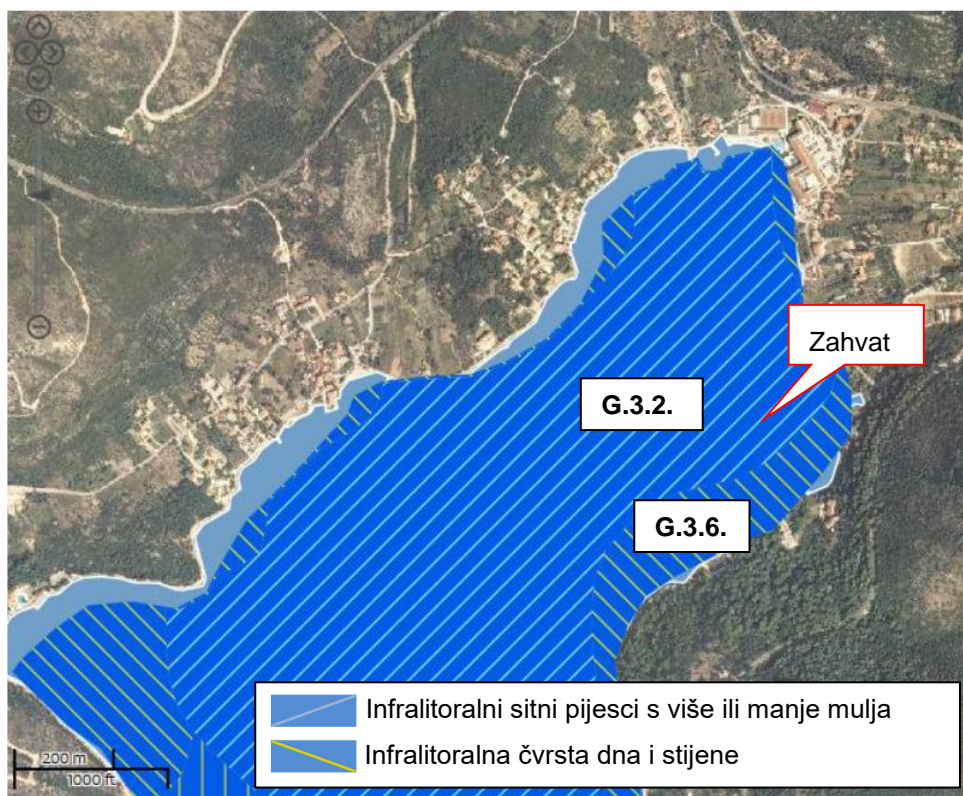 Zahvat
G.3.2.
G.3.6.
Infralitoralni sitni pijesci s više ili manje mulja
Infralitoralna čvrsta dna i stijene
200 m
1000 ft